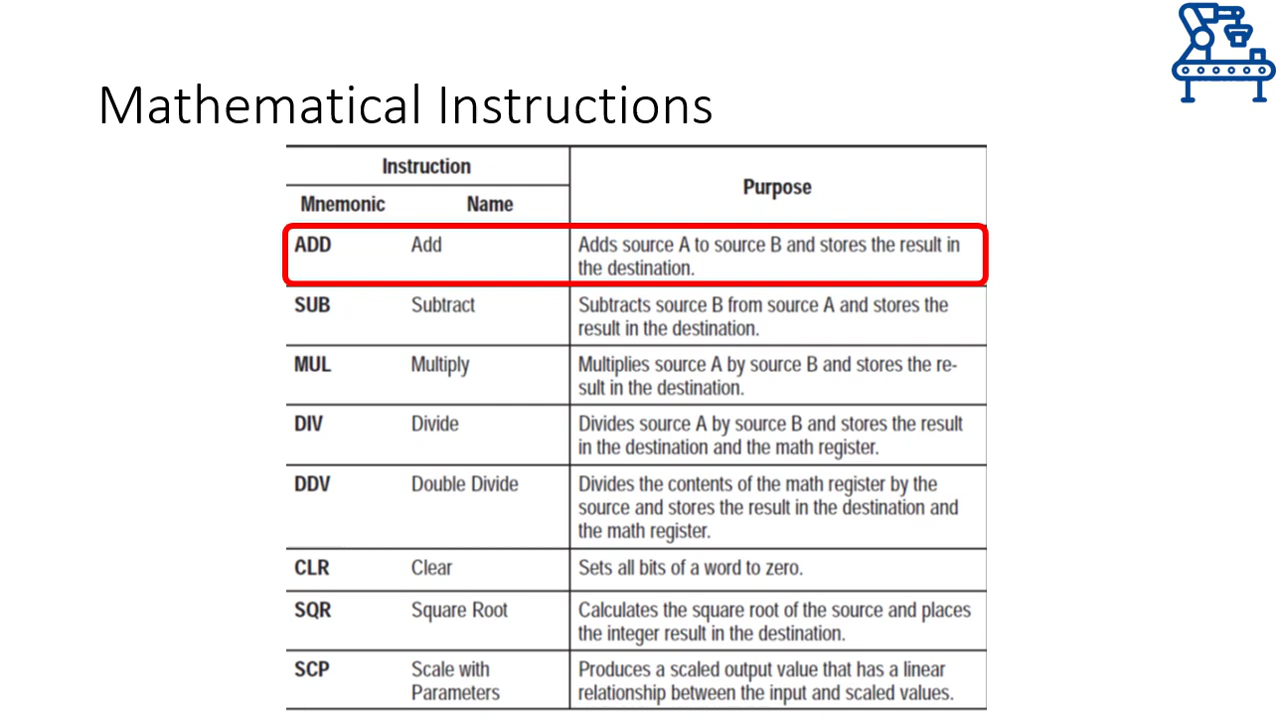 Mathematical Instructions
Instruction
Purpose
Mnemonic Name
ADD Add Adds source A to source B and stores the result in
the destination.
SUB Subtract Subtracts source B from source A and stores the
result in the destination.
MUL Multiply Multiplies source A by source B and stores the re-
sult in the destination.
DIV Divide Divides source A by source B and stores the result
in the destination and the math register.
DDV Double Divide Divides the contents of the math register by the
source and stores the result in the destination and
the math register.
CLR Clear Sets all bits of a word to zero.
SQR Square Root Calculates the square root of the source and places
the integer result in the destination.
SCP Scale with Produces a scaled output value that has a linear
Parameters relationship between the input and scaled values.